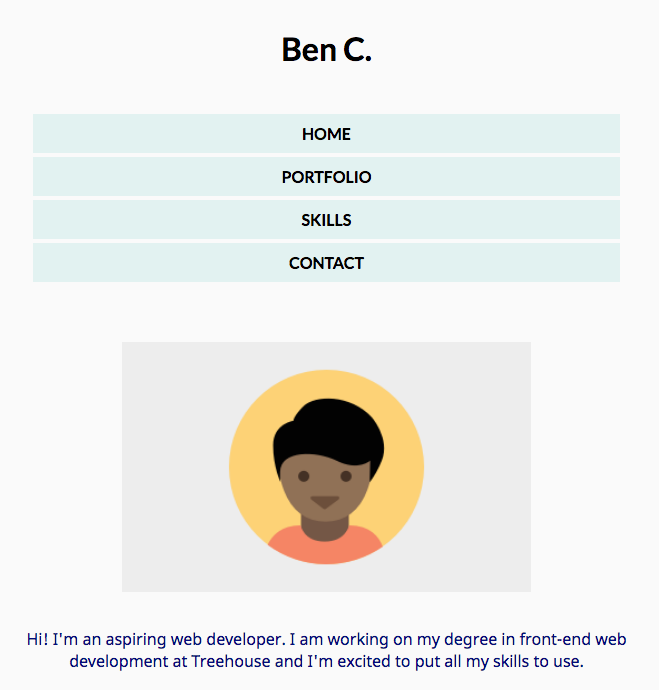 Ben C.
HOME
PORTFOLIO
SKILLS
CONTACT
Hi! I'm an aspiring web developer. I am working on my degree in front-end web
development at Treehouse and I'm excited to put all my skills to use.